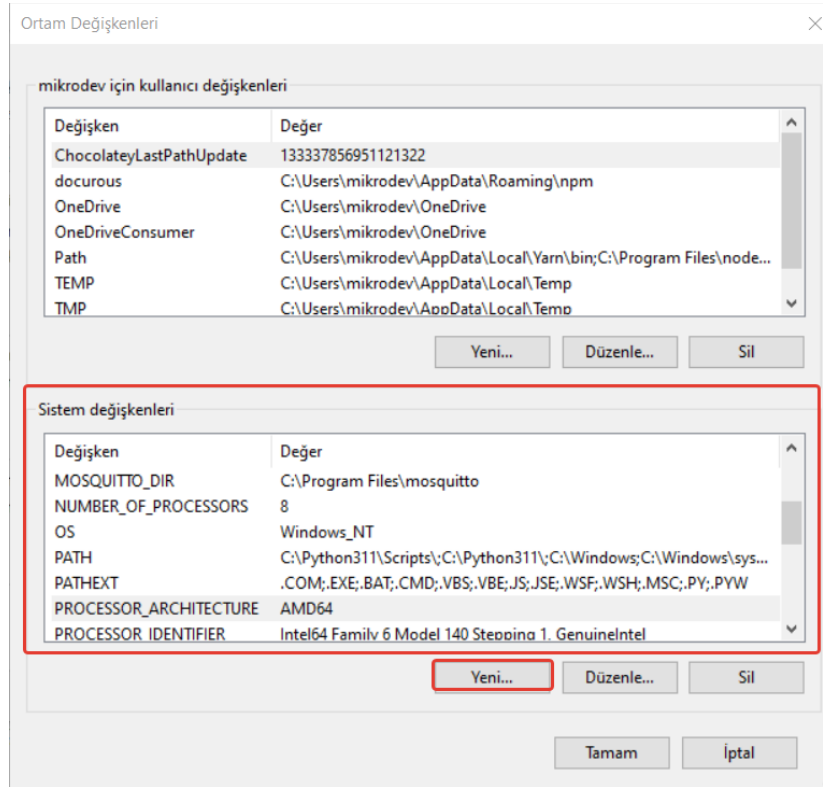 Ortam Değişkenleri
mikrodev için kullanıcı değişkenleri
Değişken Değer
ChocolateyLastPathUpdate 133337856951121322
docurous C:\Users\mikrodev\AppData\Roaming\npm
OneDrive C:\Users\mikrodev\OneDrive
OneDriveConsumer C:\Users\mikrodev\OneDrive
Path C:\Users\mikrodev\AppData\Local\Yarn\bin;C:\Program Files\node...
TEMP C:\Users\mikrodev\AppData\Local\Temp
TMP C:\Users\mikrodev\AppData\Local\Temp
Yeni... Düzenle... Sil
Sistem değişkenleri
Değişken Değer
MOSQUITTO_DIR C:\Program Files\mosquitto
NUMBER_OF_PROCESSORS 8
OS Windows_NT
PATH C:\Python311\Scripts\;C:\Python311\;C:\Windows;C:\Windows\sys...
PATHEXT .COM;.EXE;.BAT;.CMD;.VBS;.VBE;.JS;.JSE;.WSF;.WSH;.MSC;.PY;.PYW
PROCESSOR_ARCHITECTURE AMD64
PROCESSOR_IDENTIFIER Intel64 Family 6 Model 140 Stepping 1, GenuineIntel
Yeni... Düzenle... Sil
Tamam İptal